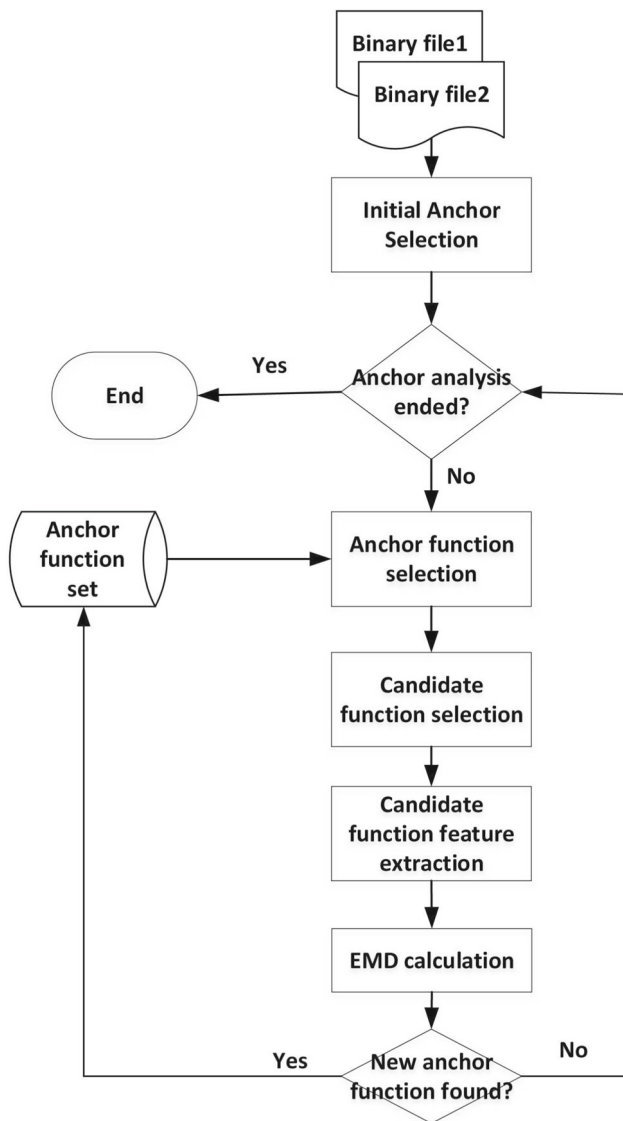 Binary file1
Binary file2
Initial Anchor
Selection
Yes
Anchor analysis
ended?
End
No
Anchor
function
set
Anchor function
selection
Candidate
function selection
Candidate
function feature
extraction
EMD calculation
Yes
New anchor
function found?
No